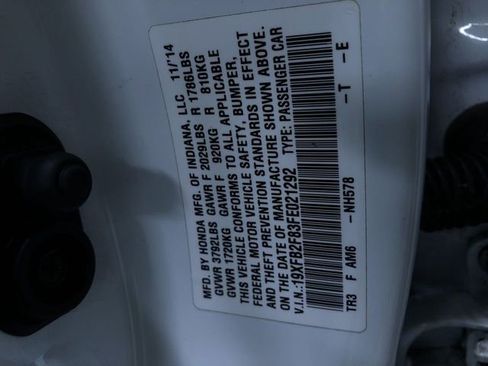 MFD. BY HONDA MFG. OF INDIANA, LLC 11/'14
GVWR 3792LBS GAWR F 2029LBS R 1786LBS
GVWR 1720KG GAWR F 920KG R 810KG
THIS VEHICLE CONFORMS TO ALL APPLICABLE
FEDERAL MOTOR VEHICLE SAFETY, BUMPER,
AND THEFT PREVENTION STANDARDS IN EFFECT
ON THE DATE OF MANUFACTURE SHOWN ABOVE.
V.I.N.:19XFB2F83FE021292 TYPE: PASSENGER CAR
TR3 F AM6 -NH578 -T -E